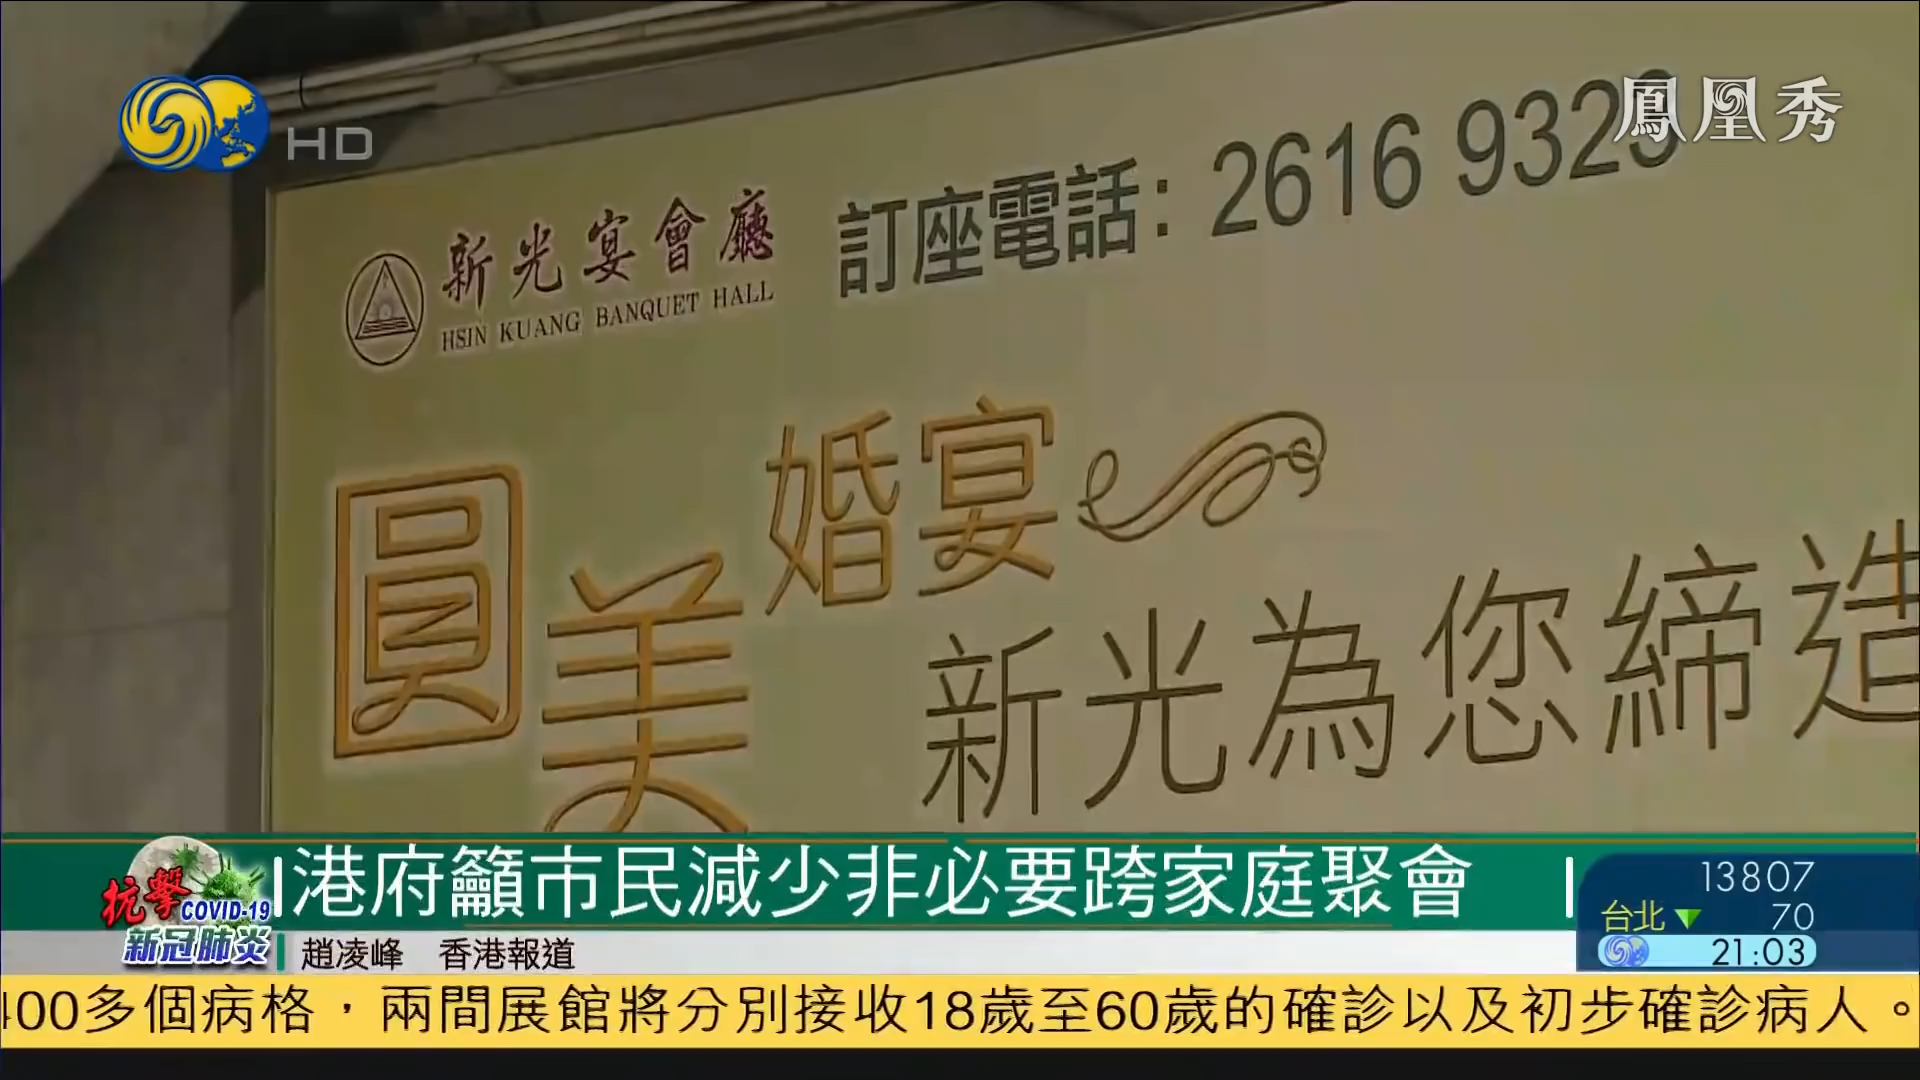 HD
鳳凰秀
新光宴會廳
HSIN KUANG BANQUET HALL
訂座電話: 2616 9323
圓美婚宴
新光為您締造
抗擊
COVID-19
新冠肺炎
港府籲市民減少非必要跨家庭聚會
趙凌峰 香港報道
13807
台北 70
21:03
400多個病格，兩間展館將分別接收18歲至60歲的確診以及初步確診病人。